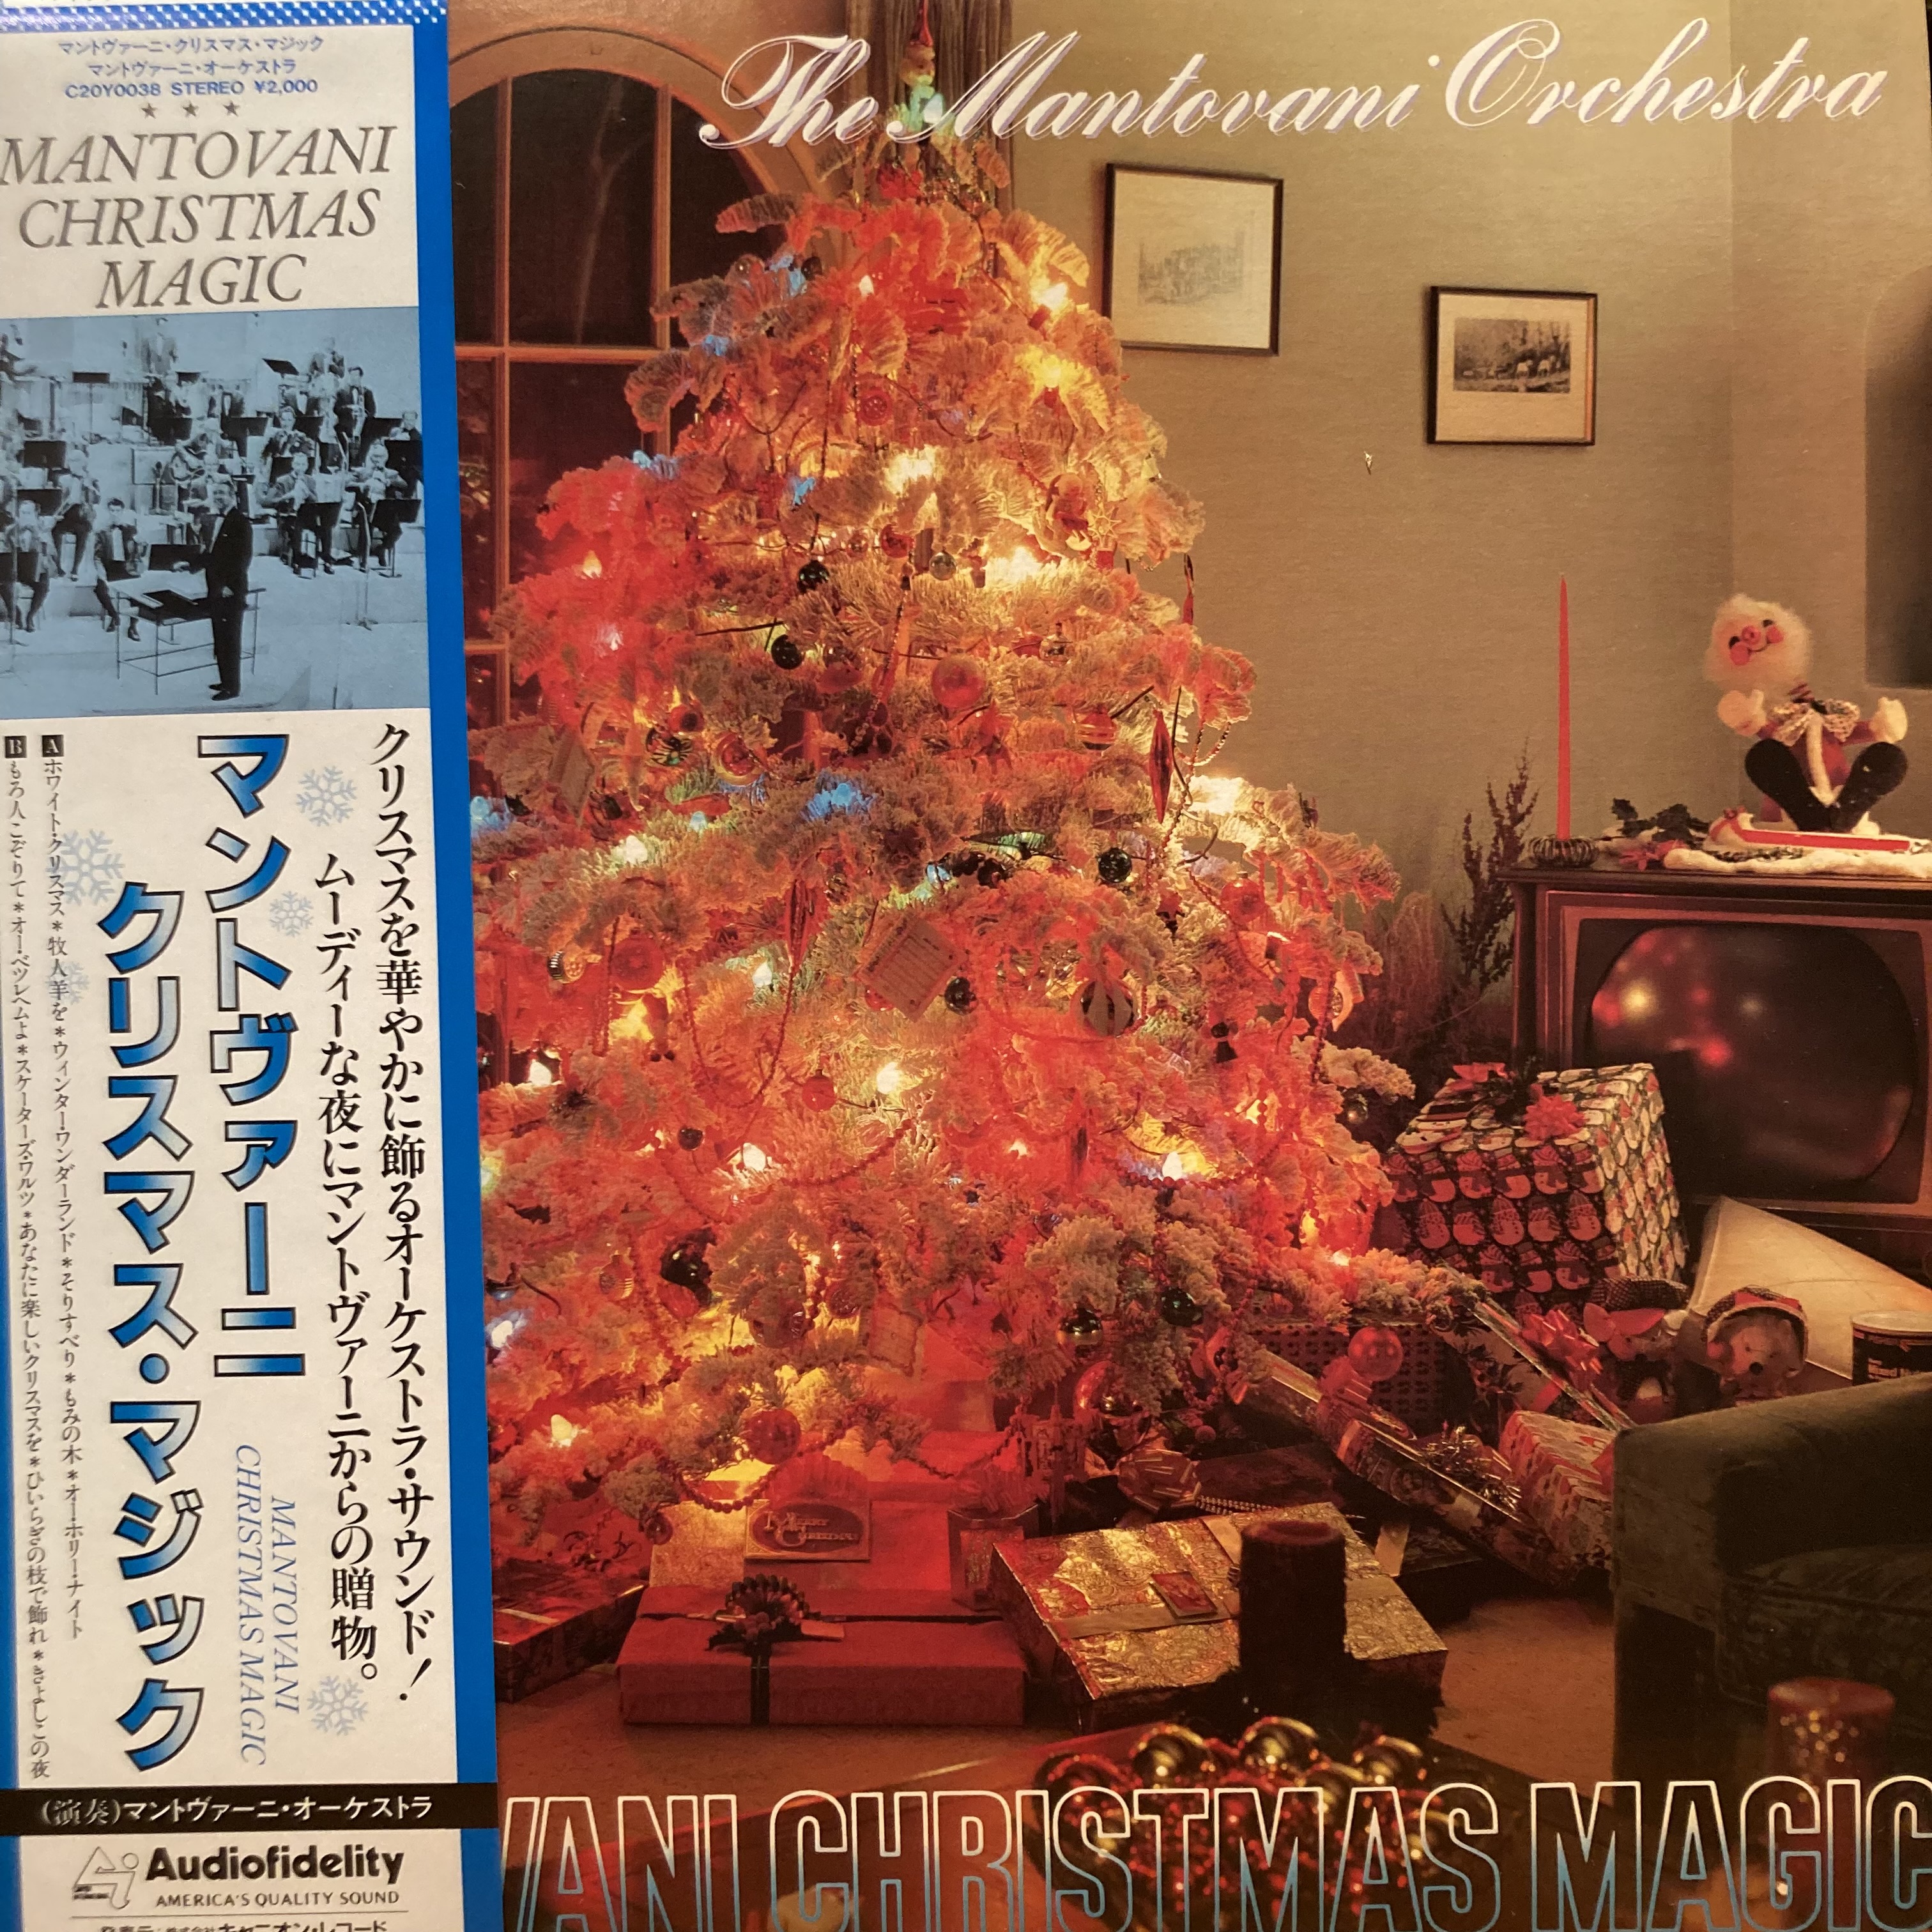 マントヴァーニ・クリスマス・マジック
マントヴァーニ・オーケストラ
C20Y0038 STEREO ¥2,000
★ ★ ★
MANTOVANI
CHRISTMAS
MAGIC
クリスマスを華やかに飾るオーケストラ・サウンド!
ムーディーな夜にマントヴァーニからの贈物。
マントヴァーニ
クリスマス・マジック
MANTOVANI
CHRISTMAS MAGIC
A ホワイト・クリスマス＊牧人羊を＊ウィンター・ワンダーランド＊そりすべり＊もみの木＊オー・ホリー・ナイト
B もろ人こぞりて＊オー・ベツレヘムよ＊スケーターズ・ワルツ＊あなたに楽しいクリスマスを＊ひいらぎの枝で飾れ＊きよしこの夜
(演奏)マントヴァーニ・オーケストラ
Audiofidelity
AMERICA'S QUALITY SOUND
キャニオン・レコード
The Mantovani Orchestra
VANI CHRISTMAS MAGIC